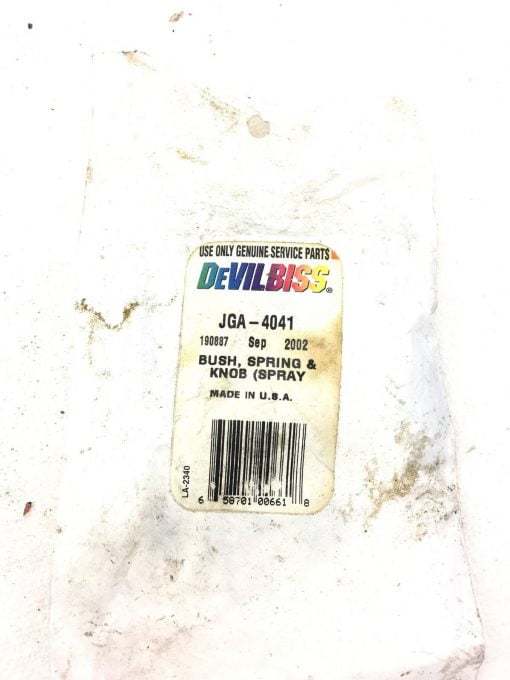 USE ONLY GENUINE SERVICE PARTS
DEVILBISS®
JGA-4041
190887 Sep 2002
BUSH, SPRING &
KNOB (SPRAY
MADE IN U.S.A.
LA-2340
6 58701 00661 8